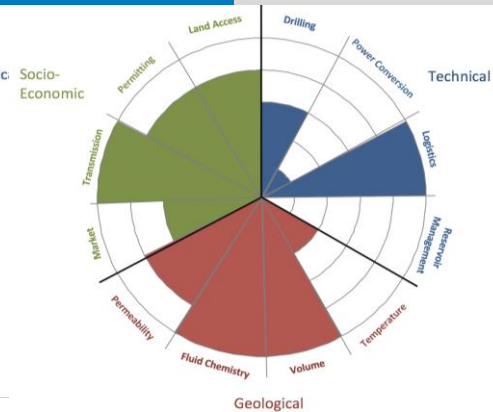 Land Access
Drilling
Permitting
Power Conversion
Socio-
Economic
Technical
Transmission
Logistics
Market
Reservoir
Management
Permeability
Temperature
Fluid Chemistry
Volume
Geological